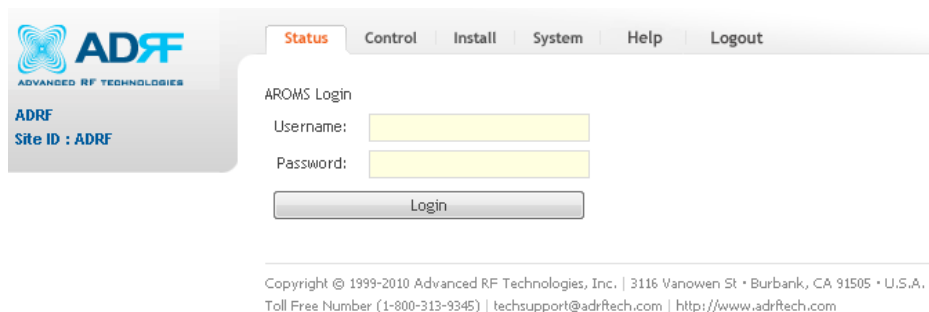 ADRF
ADVANCED RF TECHNOLOGIES
ADRF
Site ID : ADRF
Status Control Install System Help Logout
AROMS Login
Username:
Password:
Login
Copyright © 1999-2010 Advanced RF Technologies, Inc. | 3116 Vanowen St • Burbank, CA 91505 • U.S.A.
Toll Free Number (1-800-313-9345) | techsupport@adrftech.com | http://www.adrftech.com